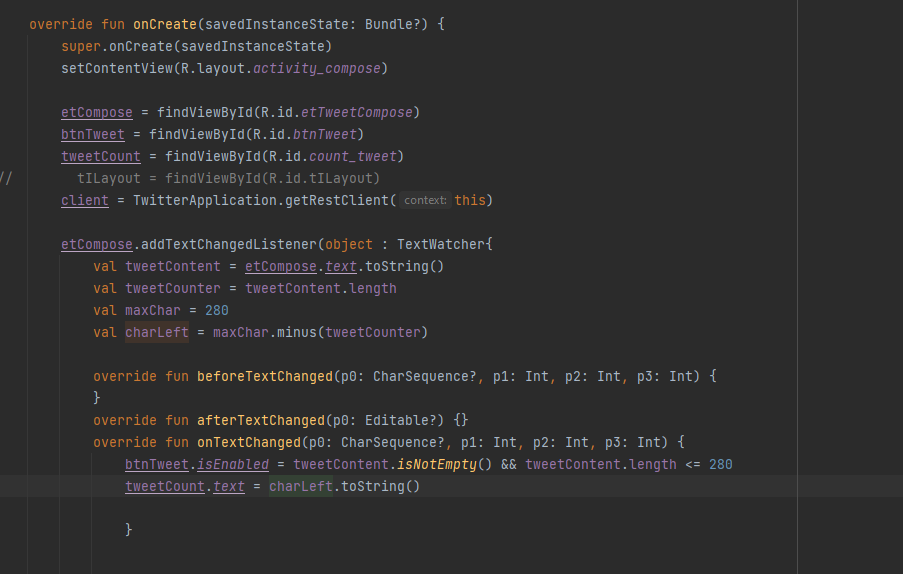 override fun onCreate(savedInstanceState: Bundle?) {
super.onCreate(savedInstanceState)
setContentView(R.layout.activity_compose)
etCompose = findViewById(R.id.etTweetCompose)
btnTweet = findViewById(R.id.btnTweet)
tweetCount = findViewById(R.id.count_tweet)
// tILayout = findViewById(R.id.tILayout)
client = TwitterApplication.getRestClient( context: this)
etCompose.addTextChangedListener(object : TextWatcher{
val tweetContent = etCompose.text.toString()
val tweetCounter = tweetContent.length
val maxChar = 280
val charLeft = maxChar.minus(tweetCounter)
override fun beforeTextChanged(p0: CharSequence?, p1: Int, p2: Int, p3: Int) {
}
override fun afterTextChanged(p0: Editable?) {}
override fun onTextChanged(p0: CharSequence?, p1: Int, p2: Int, p3: Int) {
btnTweet.isEnabled = tweetContent.isNotEmpty() && tweetContent.length <= 280
tweetCount.text = charLeft.toString()
}